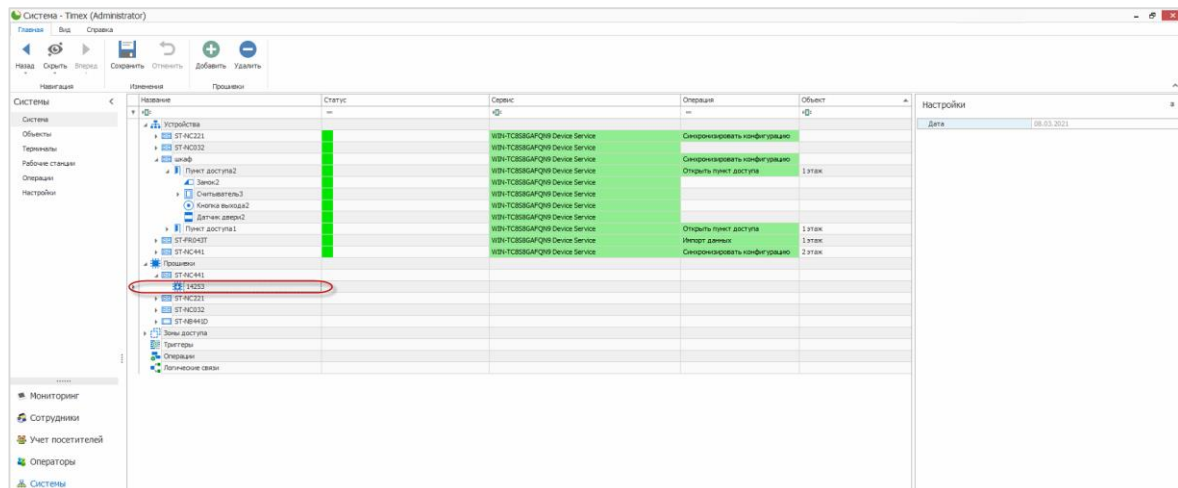 Система - Timex (Administrator)
Главная Вид Справка
Назад Скрыть Вперед Сохранить Отменить Добавить Удалить
Навигация Изменения Прошивки
Системы
Система
Объекты
Терминалы
Рабочие станции
Операции
Настройки
Название Статус Сервис Операция Объект
Устройства
ST-NC221 WIN-TC8S8GAFQN9 Device Service Синхронизировать конфигурацию
ST-NC032 WIN-TC8S8GAFQN9 Device Service
шкаф WIN-TC8S8GAFQN9 Device Service Синхронизировать конфигурацию
Пункт доступа2 WIN-TC8S8GAFQN9 Device Service Открыть пункт доступа 1 этаж
Замок2 WIN-TC8S8GAFQN9 Device Service
Считыватель3 WIN-TC8S8GAFQN9 Device Service
Кнопка выхода2 WIN-TC8S8GAFQN9 Device Service
Датчик двери2 WIN-TC8S8GAFQN9 Device Service
Пункт доступа1 WIN-TC8S8GAFQN9 Device Service Открыть пункт доступа 1 этаж
ST-FR043T WIN-TC8S8GAFQN9 Device Service Импорт данных 1 этаж
ST-NC441 WIN-TC8S8GAFQN9 Device Service Синхронизировать конфигурацию 2 этаж
Прошивки
ST-NC441
14253
ST-NC221
ST-NC032
ST-NB441D
Зоны доступа
Триггеры
Операции
Логические связи
Настройки
Дата 08.03.2021
Мониторинг
Сотрудники
Учет посетителей
Операторы
Системы